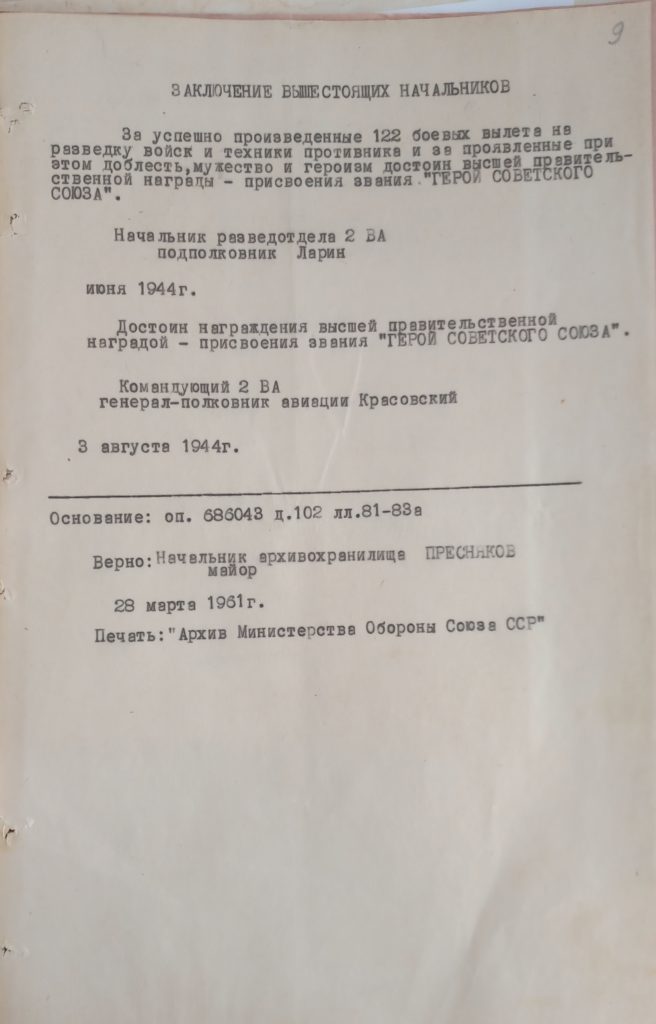 9
ЗАКЛЮЧЕНИЕ ВЫШЕСТОЯЩИХ НАЧАЛЬНИКОВ
За успешно произведенные 122 боевых вылета на
разведку войск и техники противника и за проявленные при
этом доблесть,мужество и героизм достоин высшей правитель-
ственной награды - присвоения звания "ГЕРОЙ СОВЕТСКОГО
СОЮЗА".
Начальник разведотдела 2 ВА
подполковник Ларин
июня 1944г.
Достоин награждения высшей правительственной
наградой - присвоения звания "ГЕРОЙ СОВЕТСКОГО СОЮЗА".
Командующий 2 ВА
генерал-полковник авиации Красовский
3 августа 1944г.
Основание: оп. 686043 д.102 лл.81-83а
Верно:Начальник архивохранилища ПРЕСНЯКОВ
майор
28 марта 1961г.
Печать:"Архив Министерства Обороны Союза ССР"